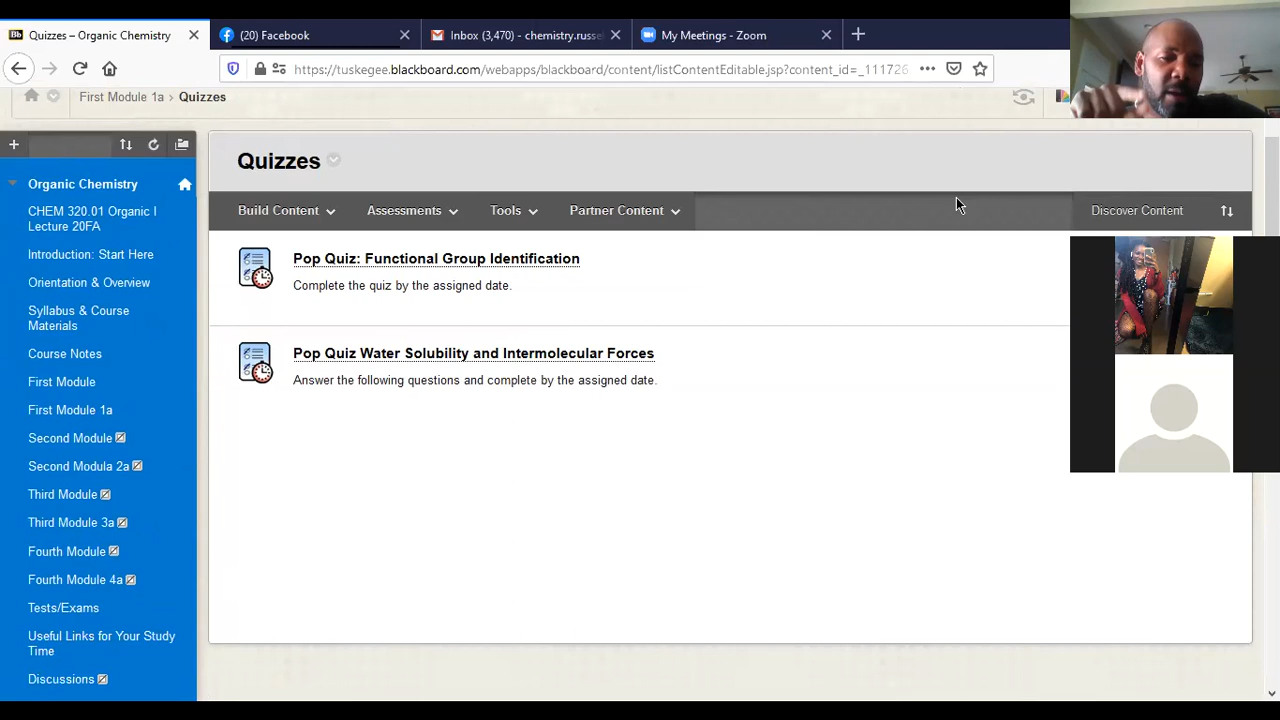 Bb Quizzes – Organic Chemistry
(20) Facebook
Inbox (3,470) - chemistry.russe
My Meetings - Zoom
https://tuskegee.blackboard.com/webapps/blackboard/content/listContentEditable.jsp?content_id=_111726
First Module 1a > Quizzes
Organic Chemistry
CHEM 320.01 Organic I
Lecture 20FA
Introduction: Start Here
Orientation & Overview
Syllabus & Course
Materials
Course Notes
First Module
First Module 1a
Second Module
Second Modula 2a
Third Module
Third Module 3a
Fourth Module
Fourth Module 4a
Tests/Exams
Useful Links for Your Study
Time
Discussions
Quizzes
Build Content
Assessments
Tools
Partner Content
Discover Content
Pop Quiz: Functional Group Identification
Complete the quiz by the assigned date.
Pop Quiz Water Solubility and Intermolecular Forces
Answer the following questions and complete by the assigned date.